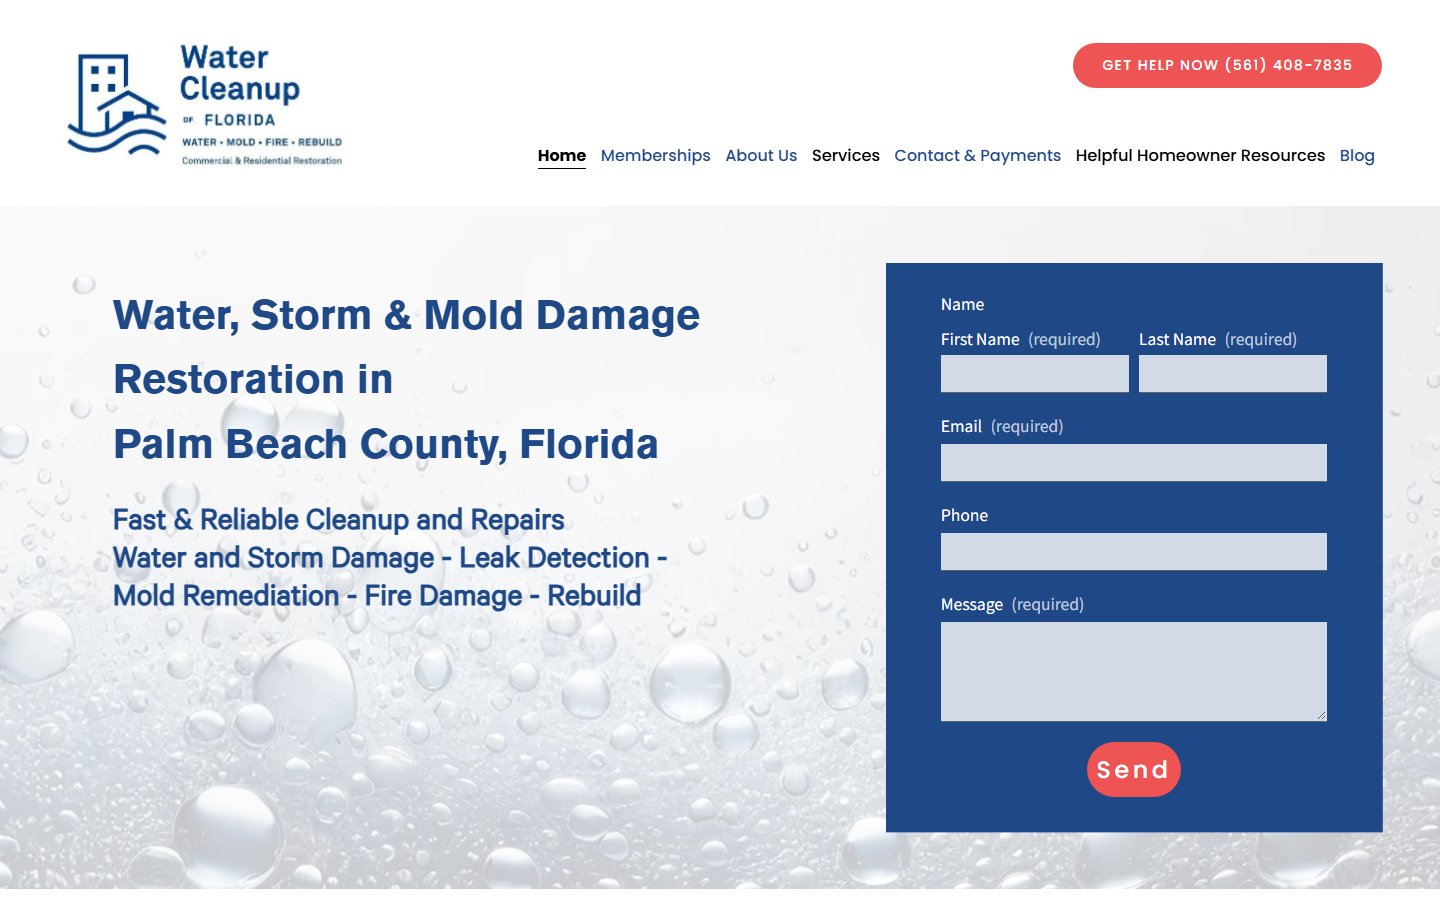 Water
Cleanup
OF FLORIDA
WATER • MOLD • FIRE • REBUILD
Commercial & Residential Restoration
GET HELP NOW (561) 408-7835
Home Memberships About Us Services Contact & Payments Helpful Homeowner Resources Blog
Water, Storm & Mold Damage
Restoration in
Palm Beach County, Florida
Fast & Reliable Cleanup and Repairs
Water and Storm Damage - Leak Detection -
Mold Remediation - Fire Damage - Rebuild
Name
First Name (required) Last Name (required)
Email (required)
Phone
Message (required)
Send